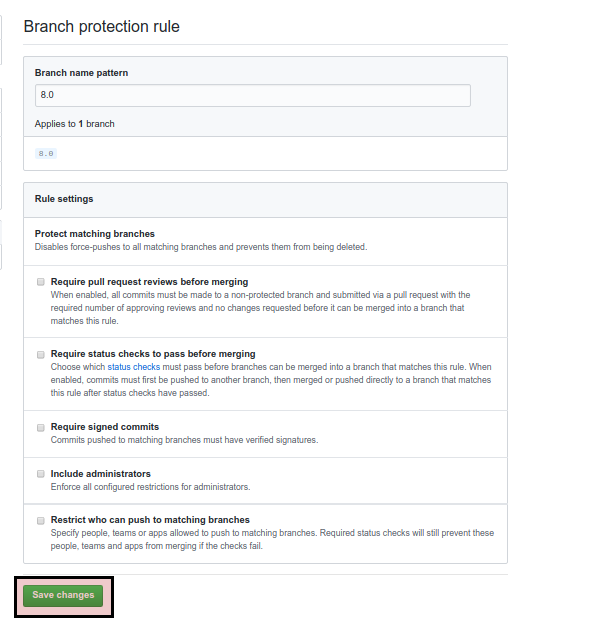 Branch protection rule
Branch name pattern
8.0
Applies to 1 branch
8.0
Rule settings
Protect matching branches
Disables force-pushes to all matching branches and prevents them from being deleted.
Require pull request reviews before merging
When enabled, all commits must be made to a non-protected branch and submitted via a pull request with the
required number of approving reviews and no changes requested before it can be merged into a branch that
matches this rule.
Require status checks to pass before merging
Choose which status checks must pass before branches can be merged into a branch that matches this rule. When
enabled, commits must first be pushed to another branch, then merged or pushed directly to a branch that matches
this rule after status checks have passed.
Require signed commits
Commits pushed to matching branches must have verified signatures.
Include administrators
Enforce all configured restrictions for administrators.
Restrict who can push to matching branches
Specify people, teams or apps allowed to push to matching branches. Required status checks will still prevent these
people, teams and apps from merging if the checks fail.
Save changes